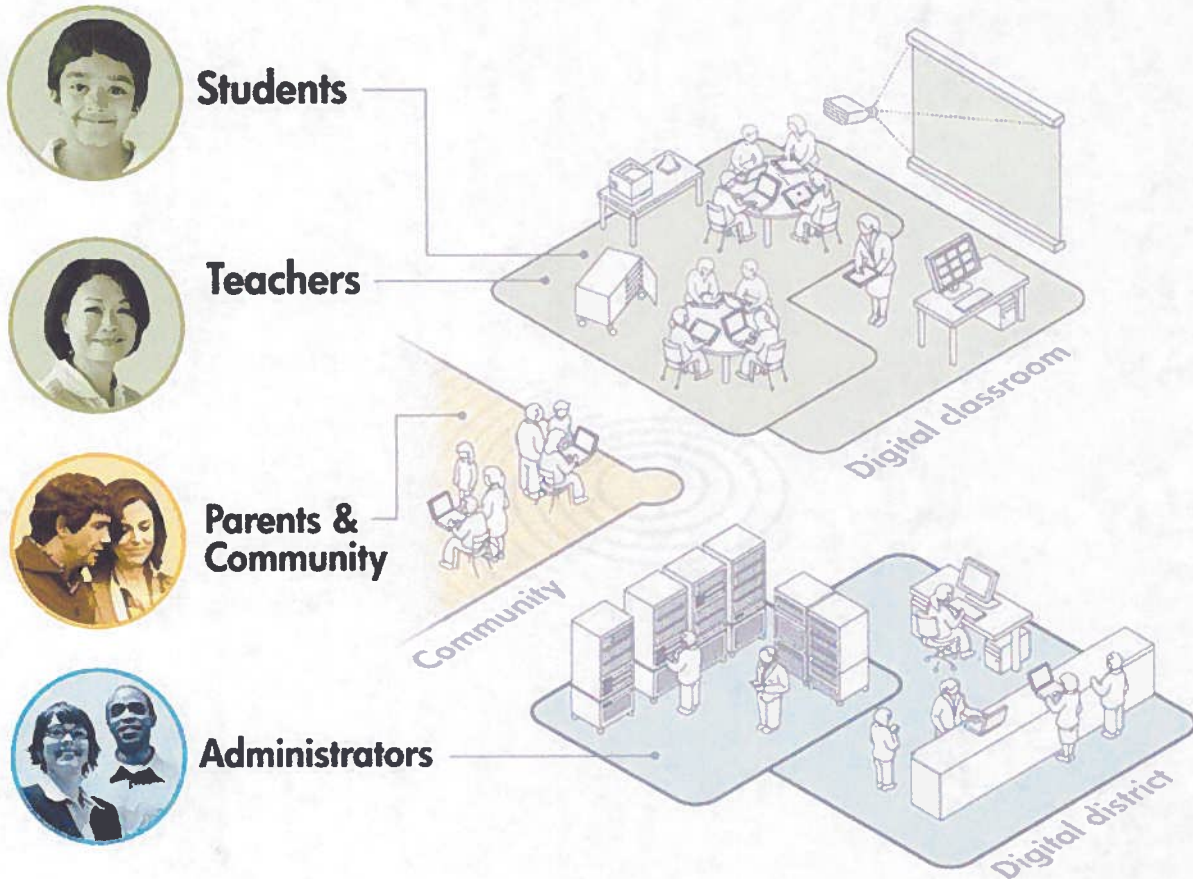 Students
Teachers
Digital classroom
Parents &
Community
Community
Administrators
Digital district